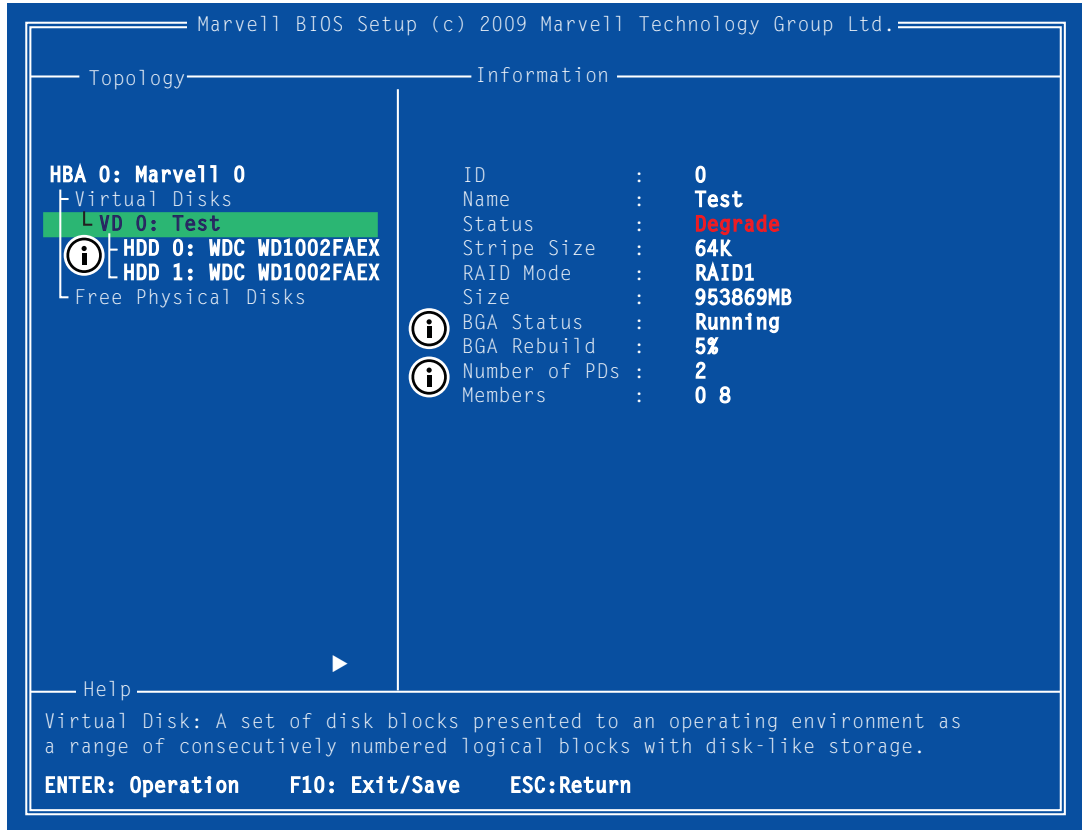 Marvell BIOS Setup (c) 2009 Marvell Technology Group Ltd.
Topology
Information
HBA 0: Marvell 0
Virtual Disks
VD 0: Test
HDD 0: WDC WD1002FAEX
HDD 1: WDC WD1002FAEX
Free Physical Disks
ID : 0
Name : Test
Status : Degrade
Stripe Size : 64K
RAID Mode : RAID1
Size : 953869MB
BGA Status : Running
BGA Rebuild : 5%
Number of PDs : 2
Members : 0 8
Help
Virtual Disk: A set of disk blocks presented to an operating environment as
a range of consecutively numbered logical blocks with disk-like storage.
ENTER: Operation F10: Exit/Save ESC:Return